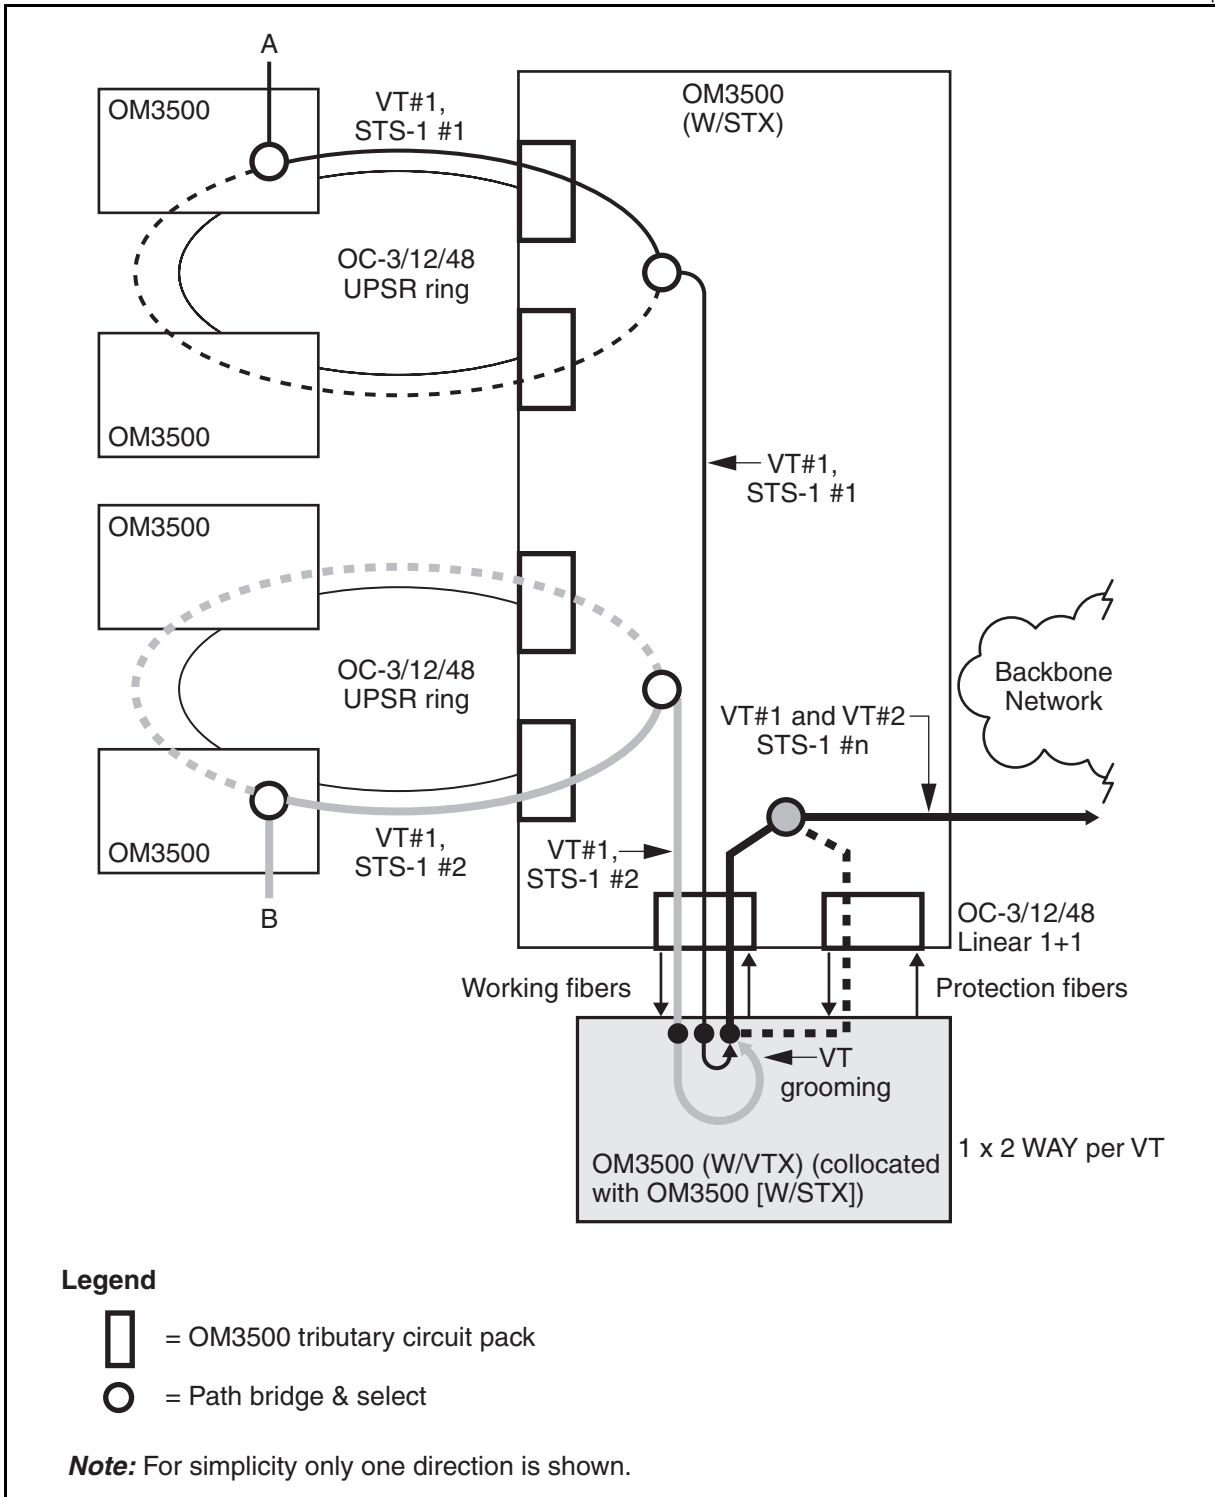 A
OM3500
VT#1,
STS-1 #1
OM3500
(W/STX)
OC-3/12/48
UPSR ring
OM3500
VT#1,
STS-1 #1
OM3500
OC-3/12/48
UPSR ring
Backbone
Network
VT#1 and VT#2
STS-1 #n
OM3500
VT#1,
STS-1 #2
VT#1,
STS-1 #2
B
OC-3/12/48
Linear 1+1
Working fibers
Protection fibers
VT
grooming
1 x 2 WAY per VT
OM3500 (W/VTX) (collocated
with OM3500 [W/STX])
Legend
= OM3500 tributary circuit pack
= Path bridge & select
Note: For simplicity only one direction is shown.